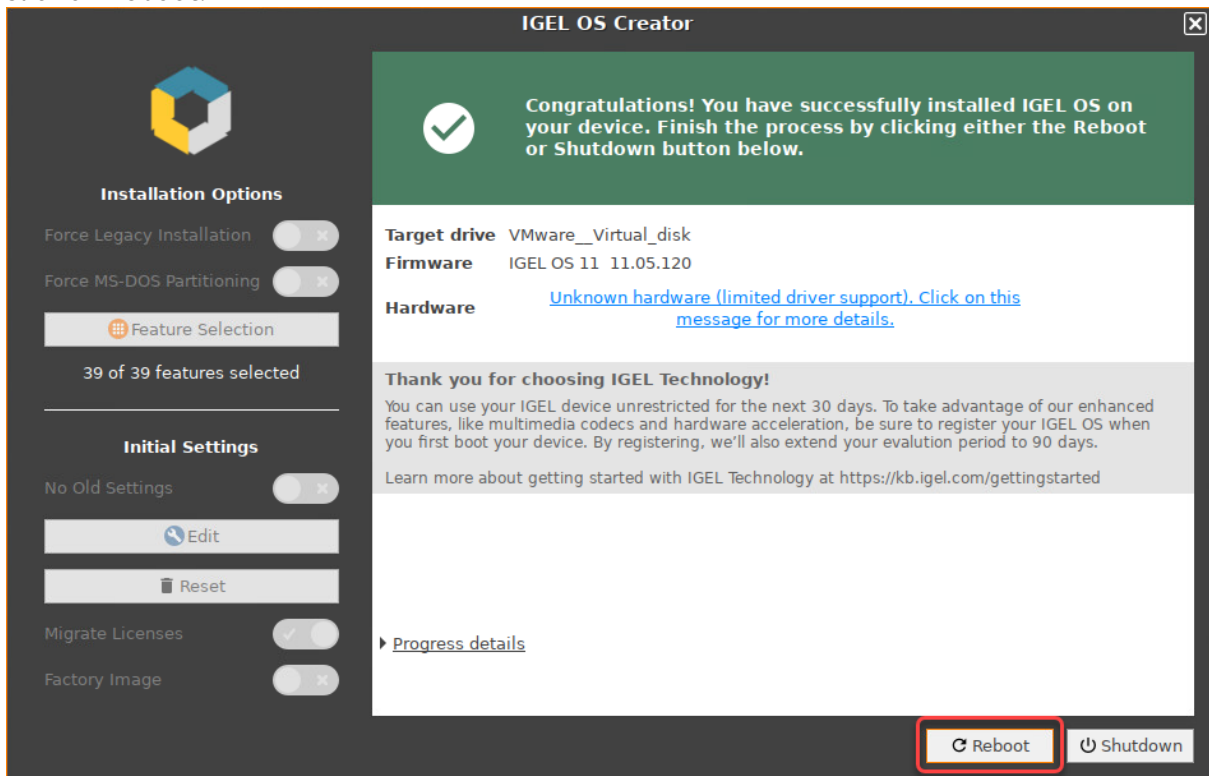 IGEL OS Creator
Congratulations! You have successfully installed IGEL OS on
your device. Finish the process by clicking either the Reboot
or Shutdown button below.
Installation Options
Force Legacy Installation
Force MS-DOS Partitioning
Feature Selection
39 of 39 features selected
Initial Settings
No Old Settings
Edit
Reset
Migrate Licenses
Factory Image
Target drive VMware__Virtual_disk
Firmware IGEL OS 11 11.05.120
Hardware Unknown hardware (limited driver support). Click on this
message for more details.
Thank you for choosing IGEL Technology!
You can use your IGEL device unrestricted for the next 30 days. To take advantage of our enhanced
features, like multimedia codecs and hardware acceleration, be sure to register your IGEL OS when
you first boot your device. By registering, we'll also extend your evalution period to 90 days.
Learn more about getting started with IGEL Technology at https://kb.igel.com/gettingstarted
Progress details
Reboot
Shutdown